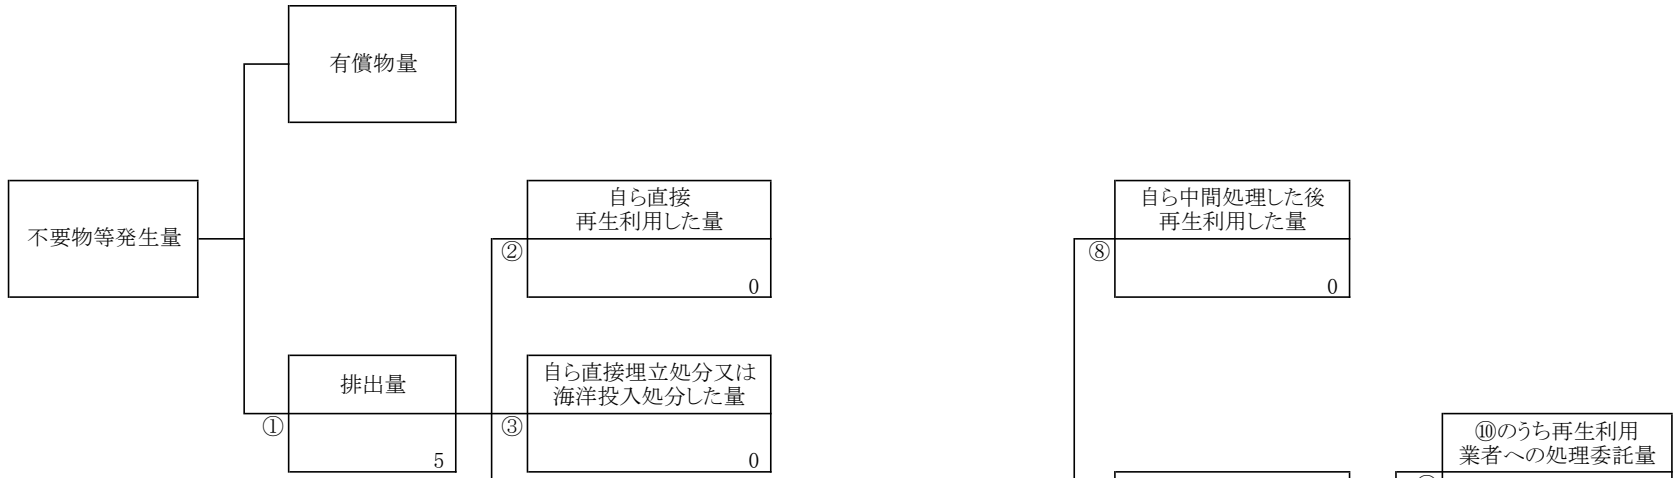 有償物量
不要物等発生量
自ら直接
再生利用した量
②
0
自ら中間処理した後
再生利用した量
⑧
0
排出量
①
5
自ら直接埋立処分又は
海洋投入処分した量
③
0
⑩のうち再生利用
業者への処理委託量